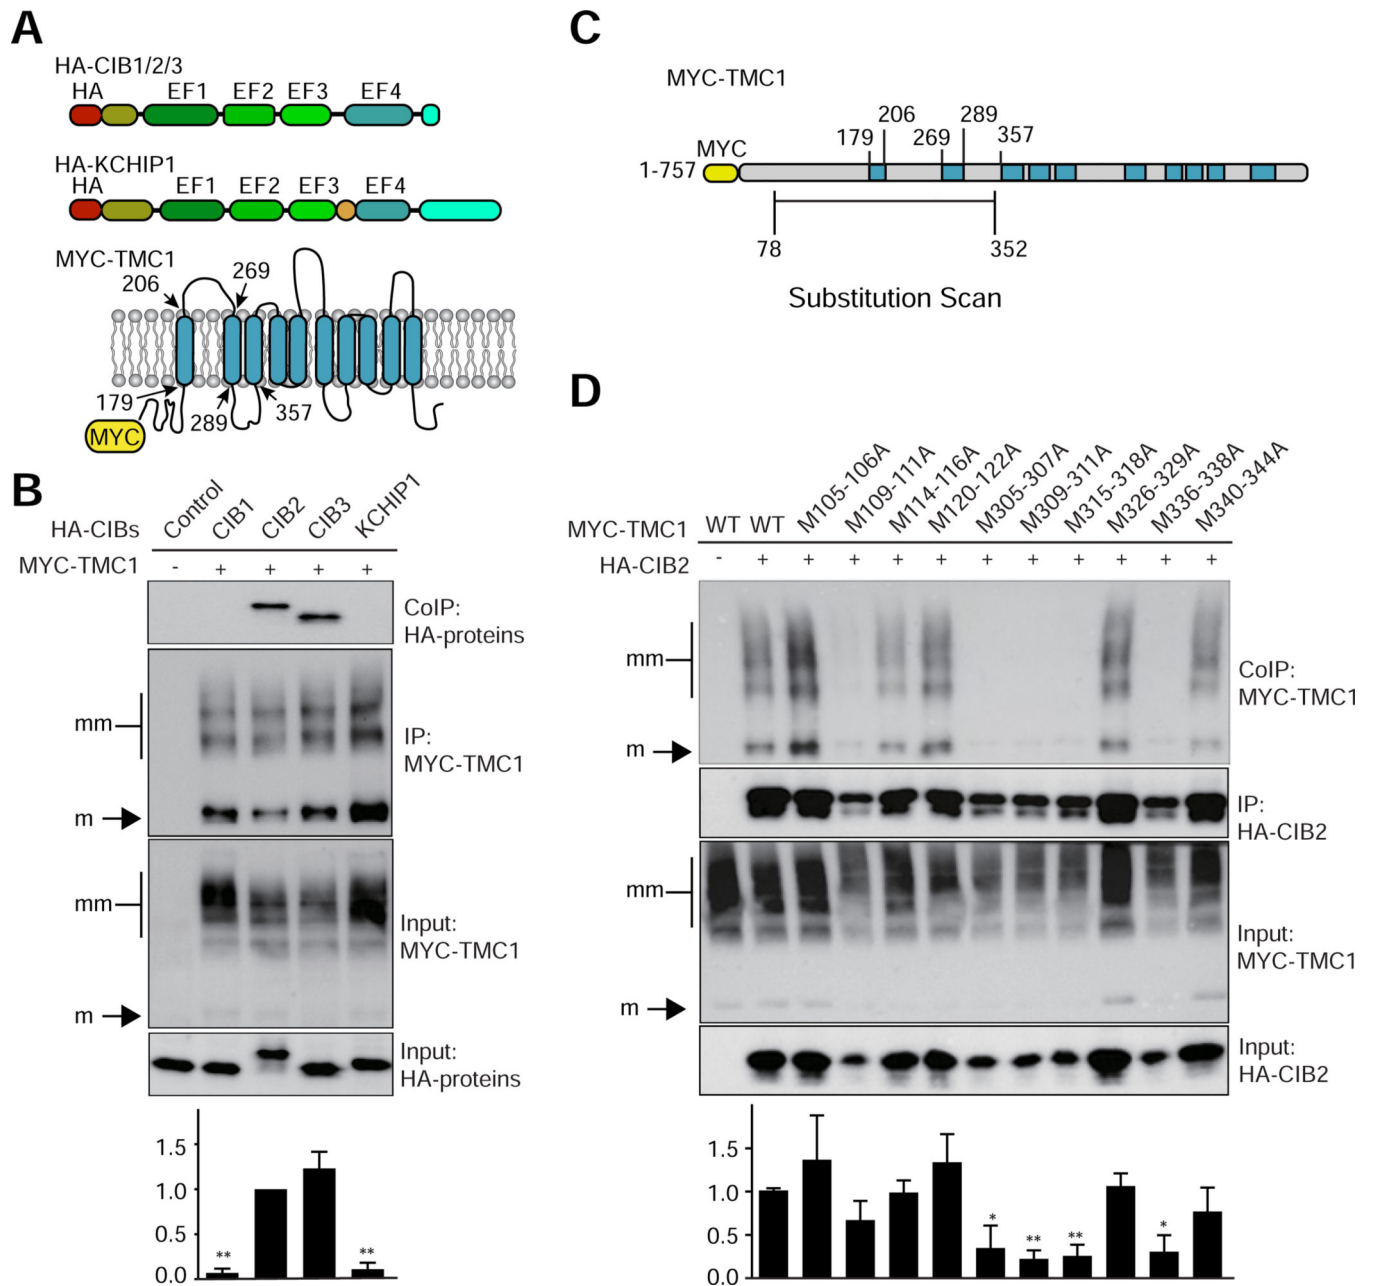 A
HA-CIB1/2/3
HA EF1 EF2 EF3 EF4
HA-KCHIP1
HA EF1 EF2 EF3 EF4
MYC-TMC1
206 269
179 289 357
MYC
B
HA-CIBs Control CIB1 CIB2 CIB3 KCHIP1
MYC-TMC1 - + + + +
CoIP:
HA-proteins
mm
IP:
MYC-TMC1
m
mm
Input:
MYC-TMC1
m
Input:
HA-proteins
1.5
1.0
0.5
** **
0.0
C
MYC-TMC1
206 289
179 269 357
MYC
1-757
78 352
Substitution Scan
D
MYC-TMC1 WT WT M105-106A M109-111A M114-116A M120-122A M305-307A M309-311A M315-318A M326-329A M336-338A M340-344A
HA-CIB2 - + + + + + + + + + + +
mm
CoIP:
MYC-TMC1
m
IP:
HA-CIB2
mm
Input:
MYC-TMC1
m
Input:
HA-CIB2
1.5
1.0
0.5
* ** ** *
0.0